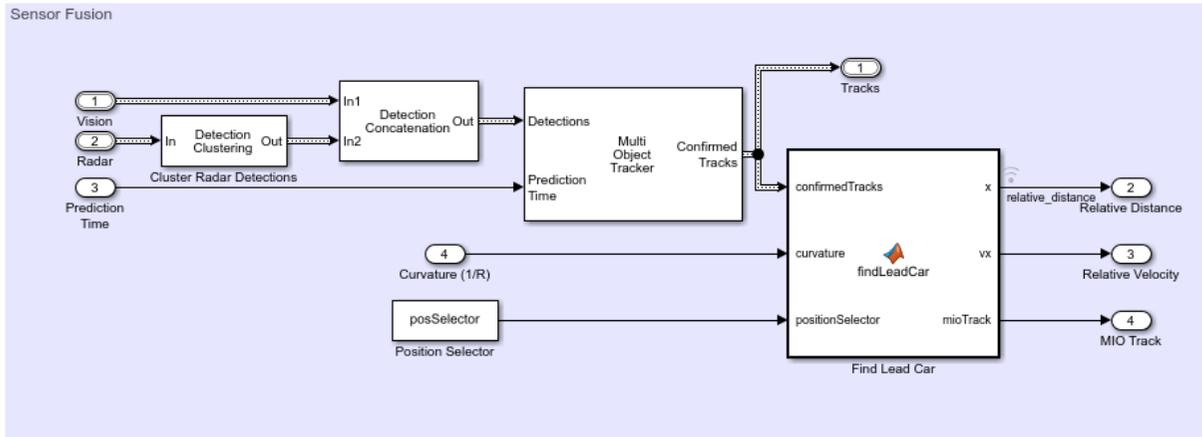 Sensor Fusion
1
Vision
2
Radar
3
Prediction
Time
In
Detection
Clustering
Out
Cluster Radar Detections
In1
In2
Detection
Concatenation
Out
Detections
Prediction
Time
Multi
Object
Tracker
Confirmed
Tracks
1
Tracks
4
Curvature (1/R)
posSelector
Position Selector
confirmedTracks
curvature
positionSelector
findLeadCar
x
vx
mioTrack
Find Lead Car
relative_distance
2
Relative Distance
3
Relative Velocity
4
MIO Track